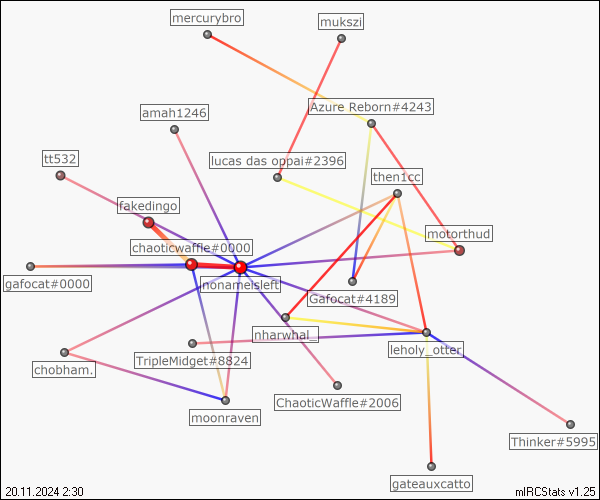 mercurybro
mukszi
Azure Reborn#4243
amah1246
tt532
lucas das oppai#2396
then1cc
fakedingo
motorthud
chaoticwaffle#0000
gafocat#0000
nonameisleft
Gafocat#4189
nharwhal_
leholy_otter
TripleMidget#8824
chobham.
ChaoticWaffle#2006
moonraven
Thinker#5995
gateauxcatto
20.11.2024 2:30
mIRCStats v1.25